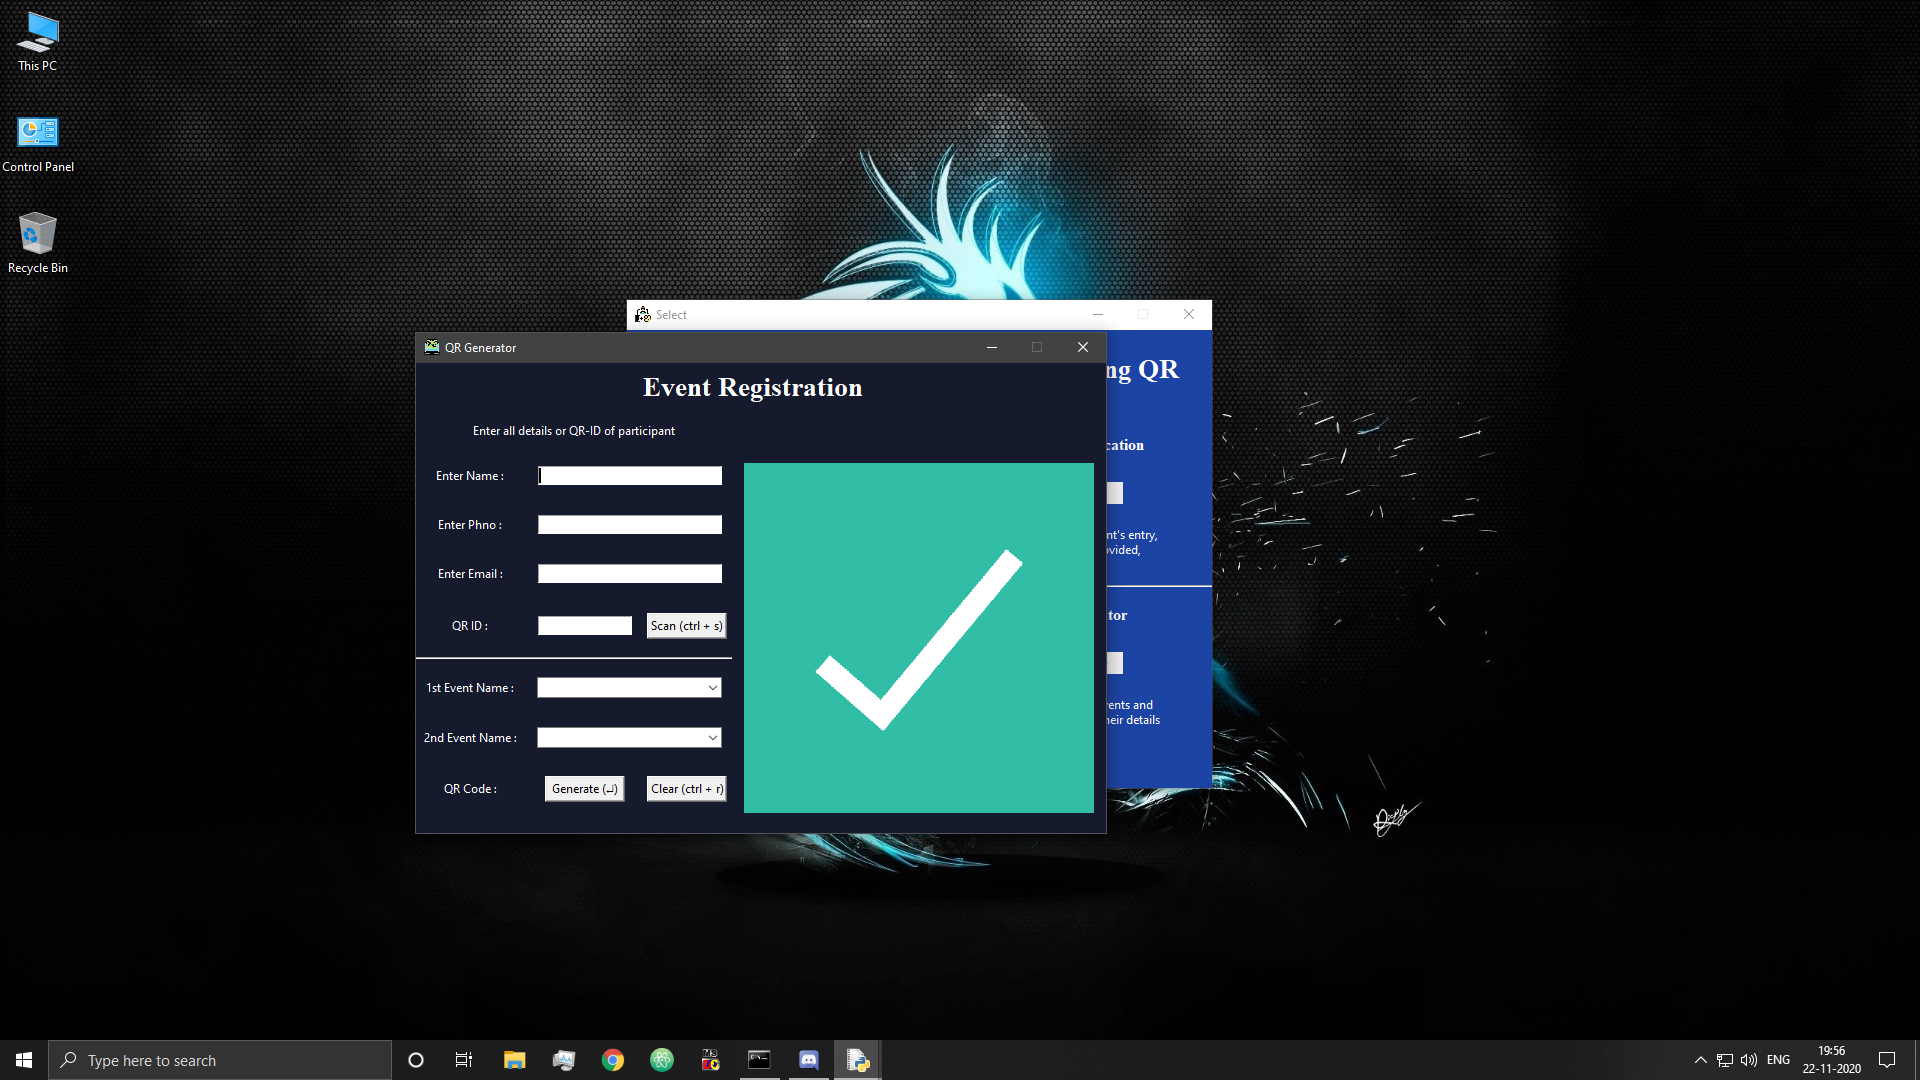 This PC
Control Panel
Recycle Bin
Select
QR Generator
ng QR
Event Registration
Enter all details or QR-ID of participant
cation
Enter Name :
Enter Phno :
nt's entry,
ovided,
Enter Email :
QR ID :
Scan (ctrl + s)
tor
1st Event Name :
vents and
heir details
2nd Event Name :
QR Code :
Generate (↵)
Clear (ctrl + r)
Type here to search
ENG
19:56
22-11-2020